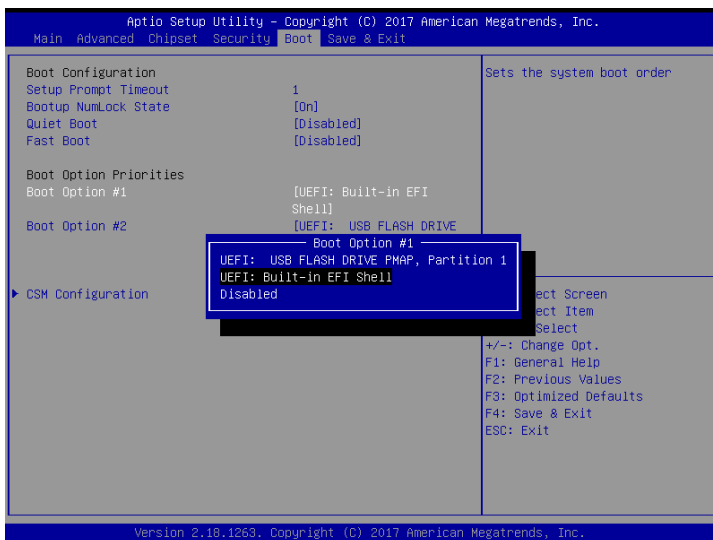 Aptio Setup Utility – Copyright (C) 2017 American Megatrends, Inc.
Main Advanced Chipset Security Boot Save & Exit
Boot Configuration
Setup Prompt Timeout 1
Bootup NumLock State [On]
Quiet Boot [Disabled]
Fast Boot [Disabled]
Boot Option Priorities
Boot Option #1 [UEFI: Built-in EFI
Shell]
Boot Option #2 [UEFI: USB FLASH DRIVE
CSM Configuration
Boot Option #1
UEFI: USB FLASH DRIVE PMAP, Partition 1
UEFI: Built-in EFI Shell
Disabled
Sets the system boot order
ect Screen
ect Item
Select
+/-: Change Opt.
F1: General Help
F2: Previous Values
F3: Optimized Defaults
F4: Save & Exit
ESC: Exit
Version 2.18.1263. Copyright (C) 2017 American Megatrends, Inc.